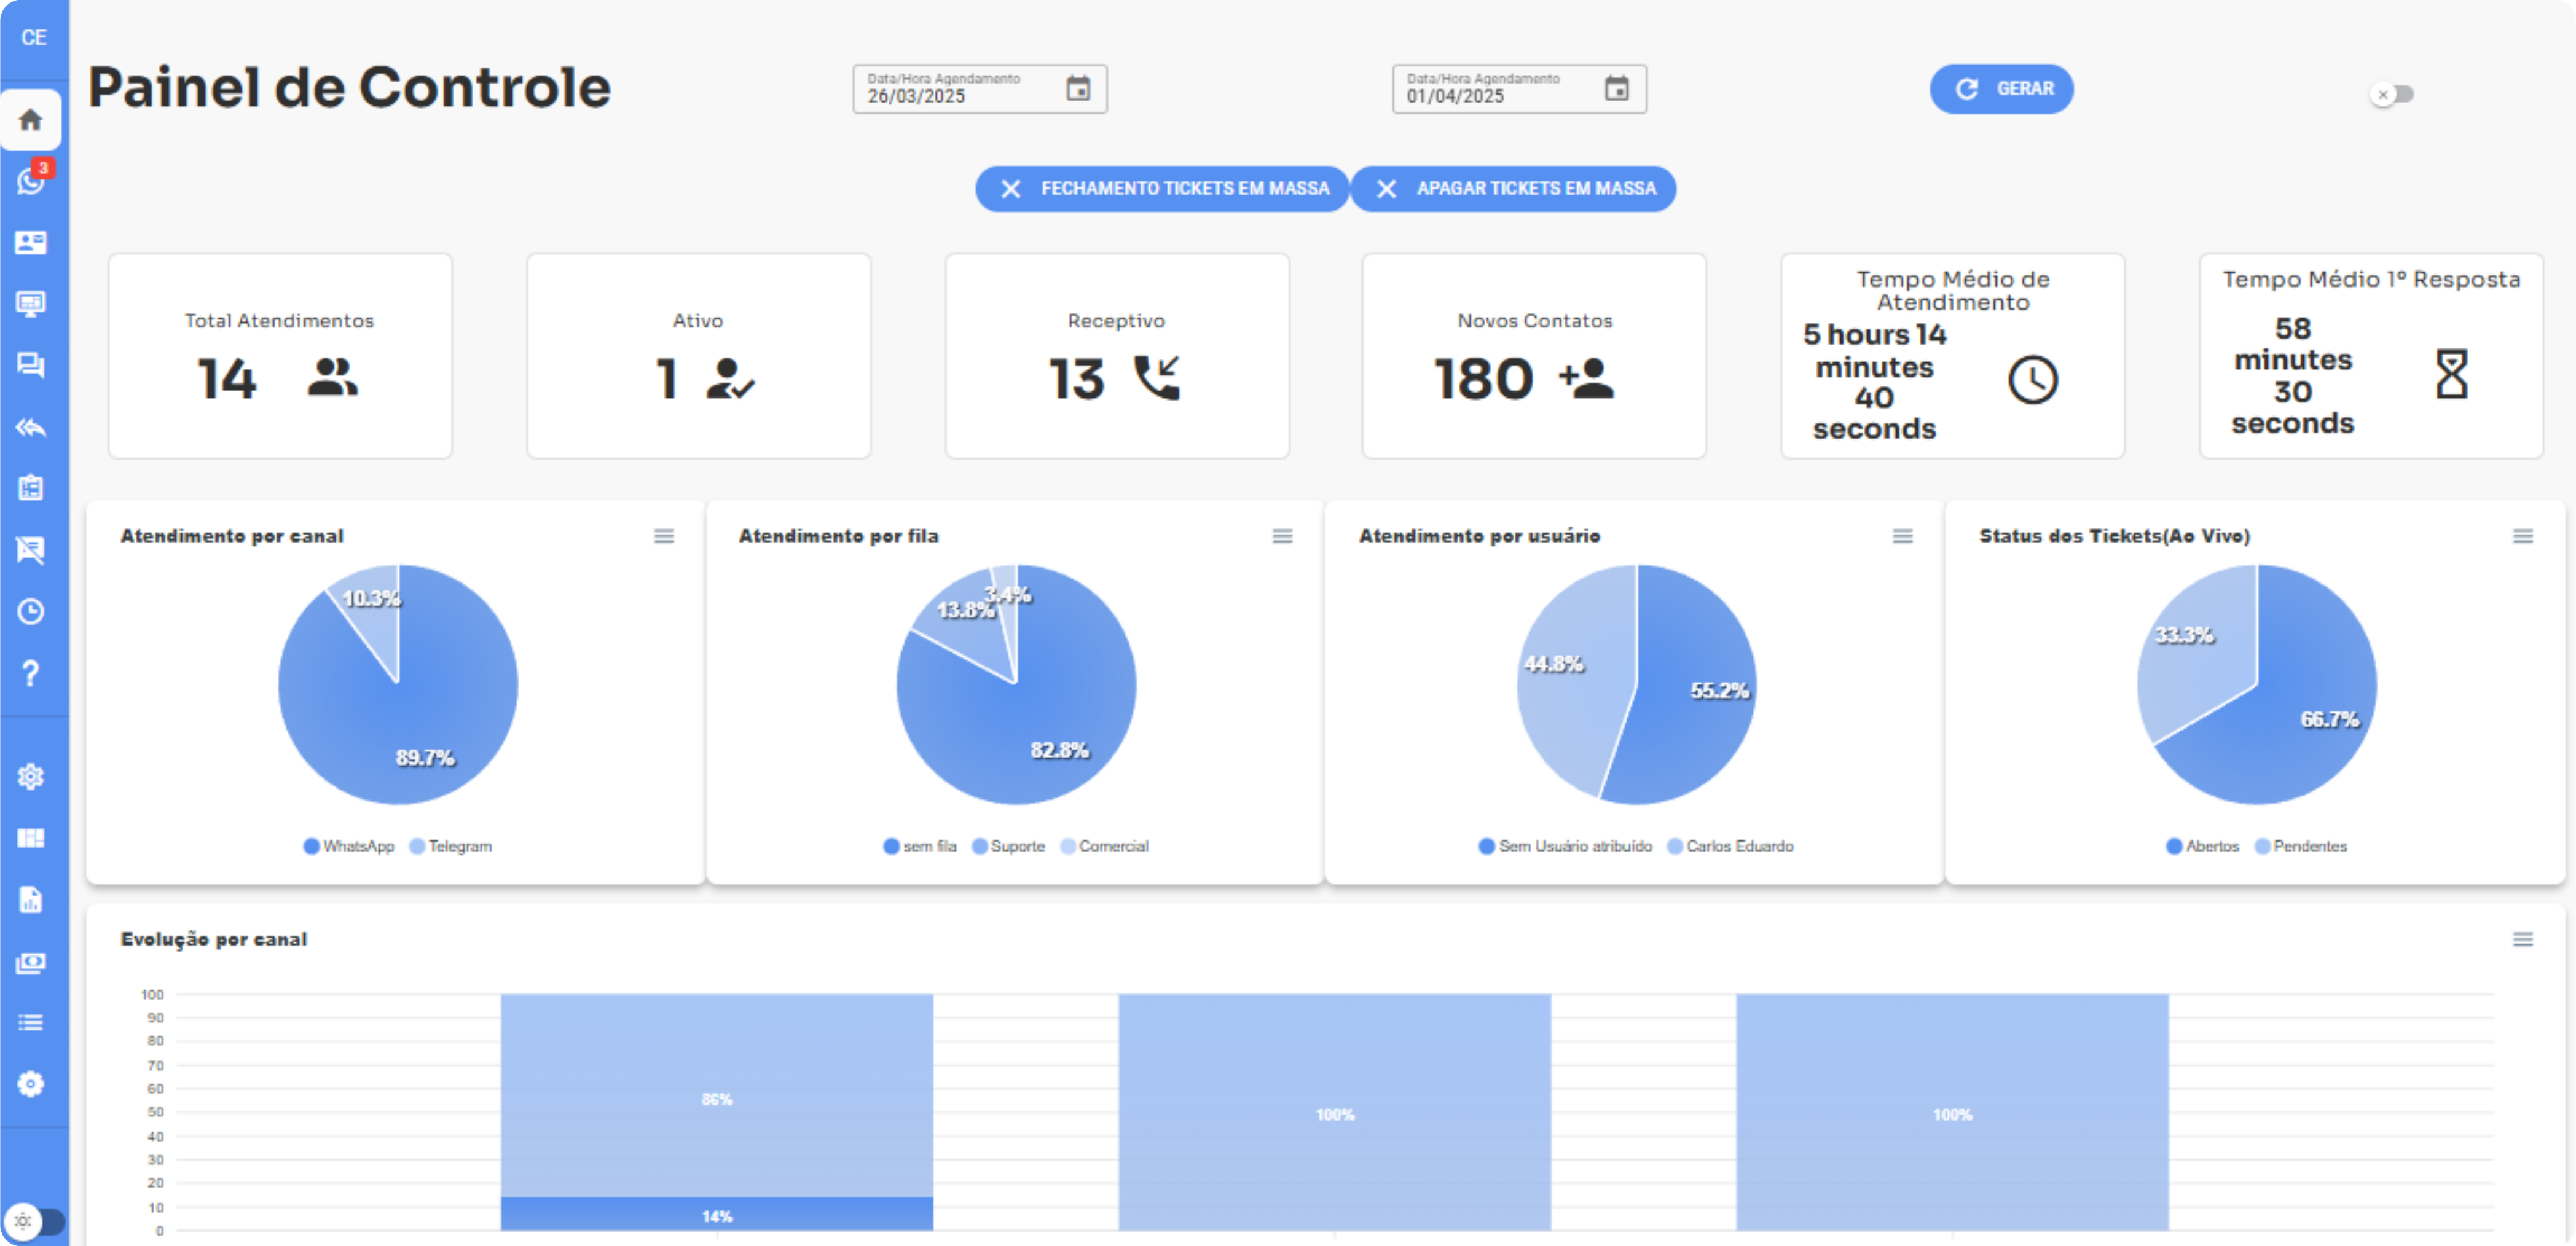 CE
Painel de Controle
Data/Hora Agendamento
26/03/2025
Data/Hora Agendamento
01/04/2025
GERAR
3
FECHAMENTO TICKETS EM MASSA
APAGAR TICKETS EM MASSA
Total Atendimentos
14
Ativo
1
Receptivo
13
Novos Contatos
180
Tempo Médio de
Atendimento
5 hours 14
minutes
40
seconds
Tempo Médio 1º Resposta
58
minutes
30
seconds
Atendimento por canal
10.3%
89.7%
WhatsApp Telegram
Atendimento por fila
3.4%
13.8%
82.8%
sem fila Suporte Comercial
Atendimento por usuário
44.8%
55.2%
Sem Usuário atribuído Carlos Eduardo
Status dos Tickets(Ao Vivo)
33.3%
66.7%
Abertos Pendentes
Evolução por canal
100
90
80
70
60
50
40
30
20
10
0
86%
14%
100%
100%